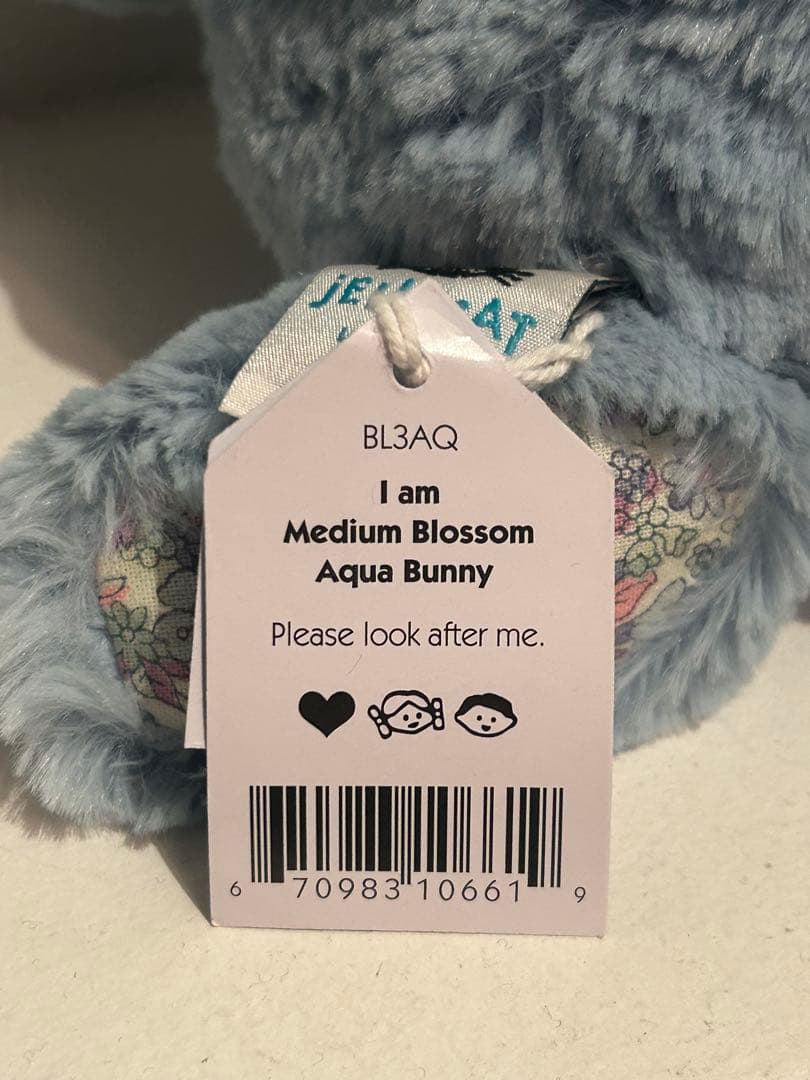 BL3AQ
I am
Medium Blossom
Aqua Bunny
Please look after me.
6 70983 10661 9